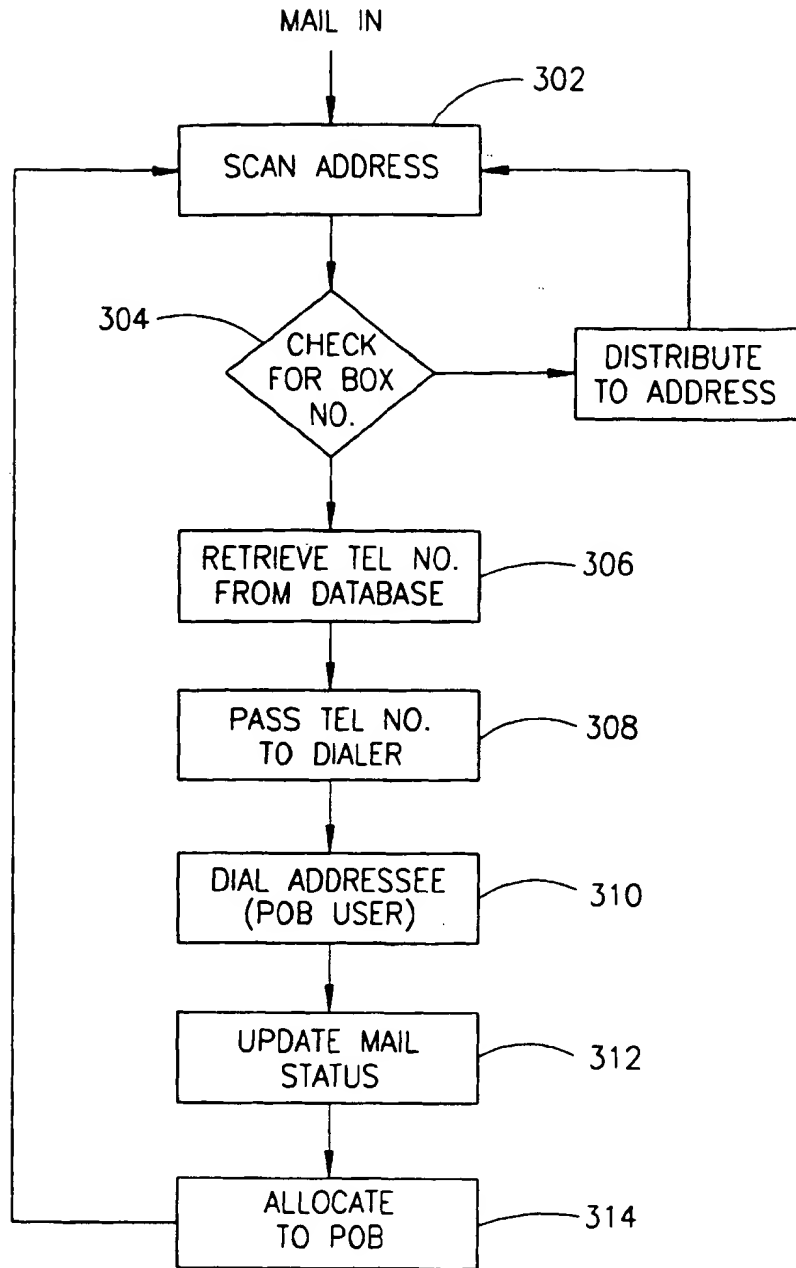 MAIL IN
302
SCAN ADDRESS
304
CHECK
FOR BOX
NO.
DISTRIBUTE
TO ADDRESS
RETRIEVE TEL NO.
FROM DATABASE
306
PASS TEL NO.
TO DIALER
308
DIAL ADDRESSEE
(POB USER)
310
UPDATE MAIL
STATUS
312
ALLOCATE
TO POB
314